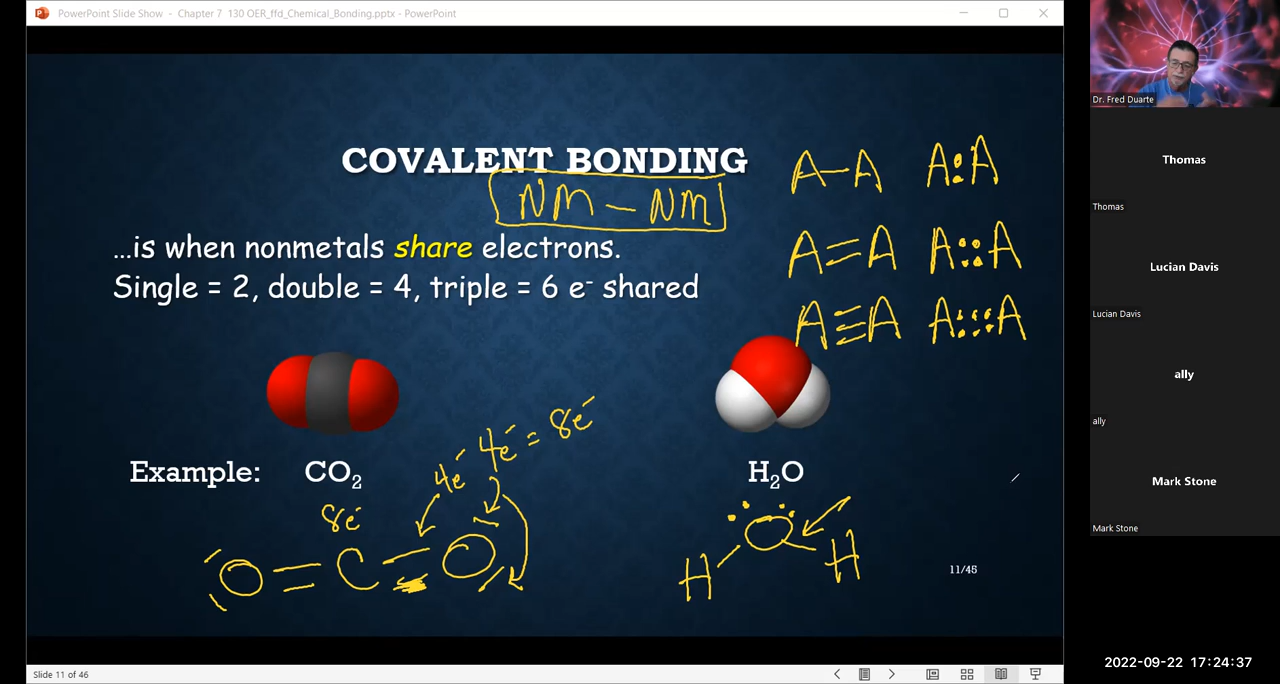 PowerPoint Slide Show - Chapter 7 130 OER_ffd_Chemical_Bonding.pptx - PowerPoint
COVALENT BONDING
NM — NM
...is when nonmetals share electrons.
Single = 2, double = 4, triple = 6 e⁻ shared
A—A A:A
A=A A::A
A≡A A:::A
4e⁻ 4e⁻ = 8e⁻
Example: CO₂ H₂O
8e⁻
O=C=O
H O H
11/45
Slide 11 of 46
Dr. Fred Duarte
Thomas
Thomas
Lucian Davis
Lucian Davis
ally
ally
Mark Stone
Mark Stone
2022-09-22 17:24:37